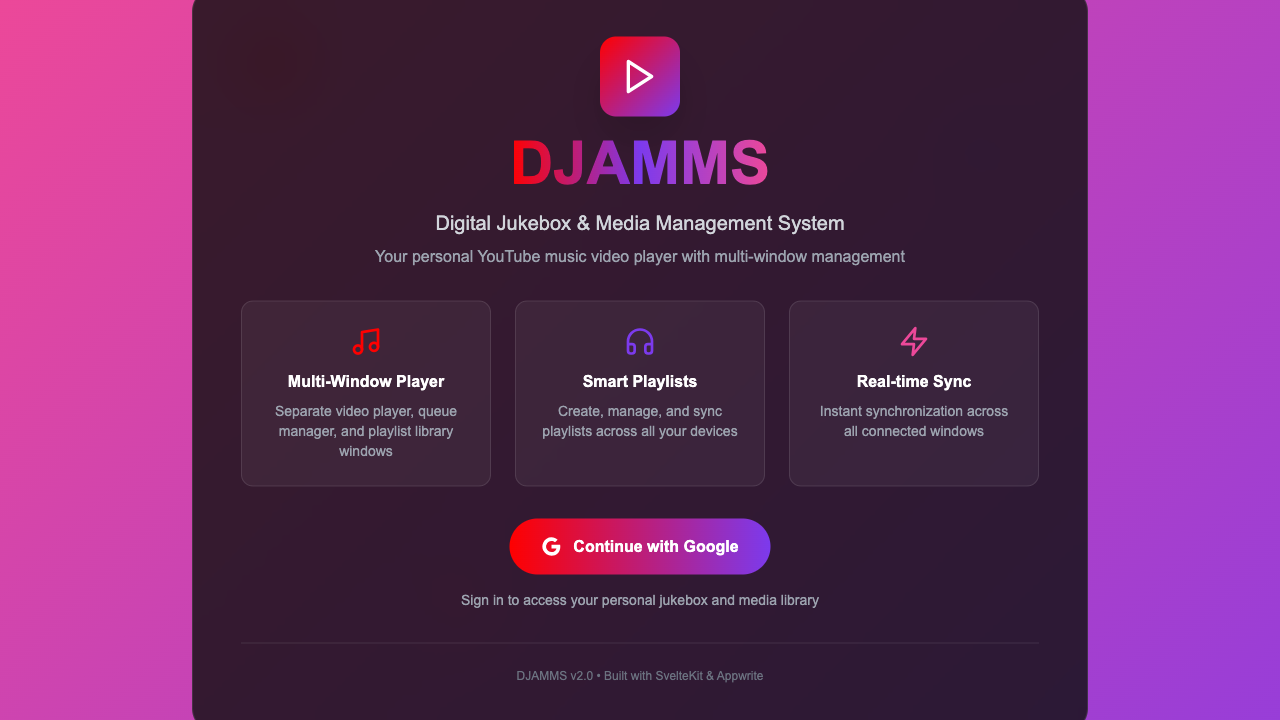 DJAMMS
Digital Jukebox & Media Management System
Your personal YouTube music video player with multi-window management
Multi-Window Player
Separate video player, queue
manager, and playlist library
windows
Smart Playlists
Create, manage, and sync
playlists across all your devices
Real-time Sync
Instant synchronization across
all connected windows
Continue with Google
Sign in to access your personal jukebox and media library
DJAMMS v2.0 • Built with SvelteKit & Appwrite